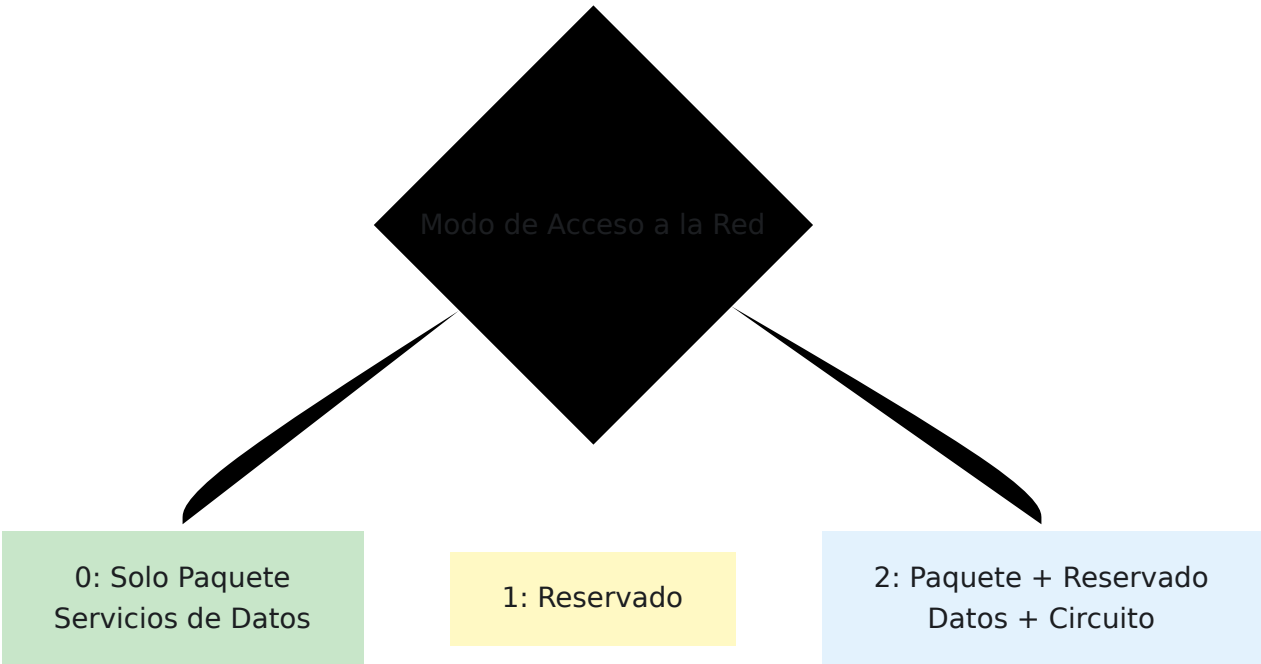 Modo de Acceso a la Red
0: Solo Paquete
Servicios de Datos
1: Reservado
2: Paquete + Reservado
Datos + Circuito